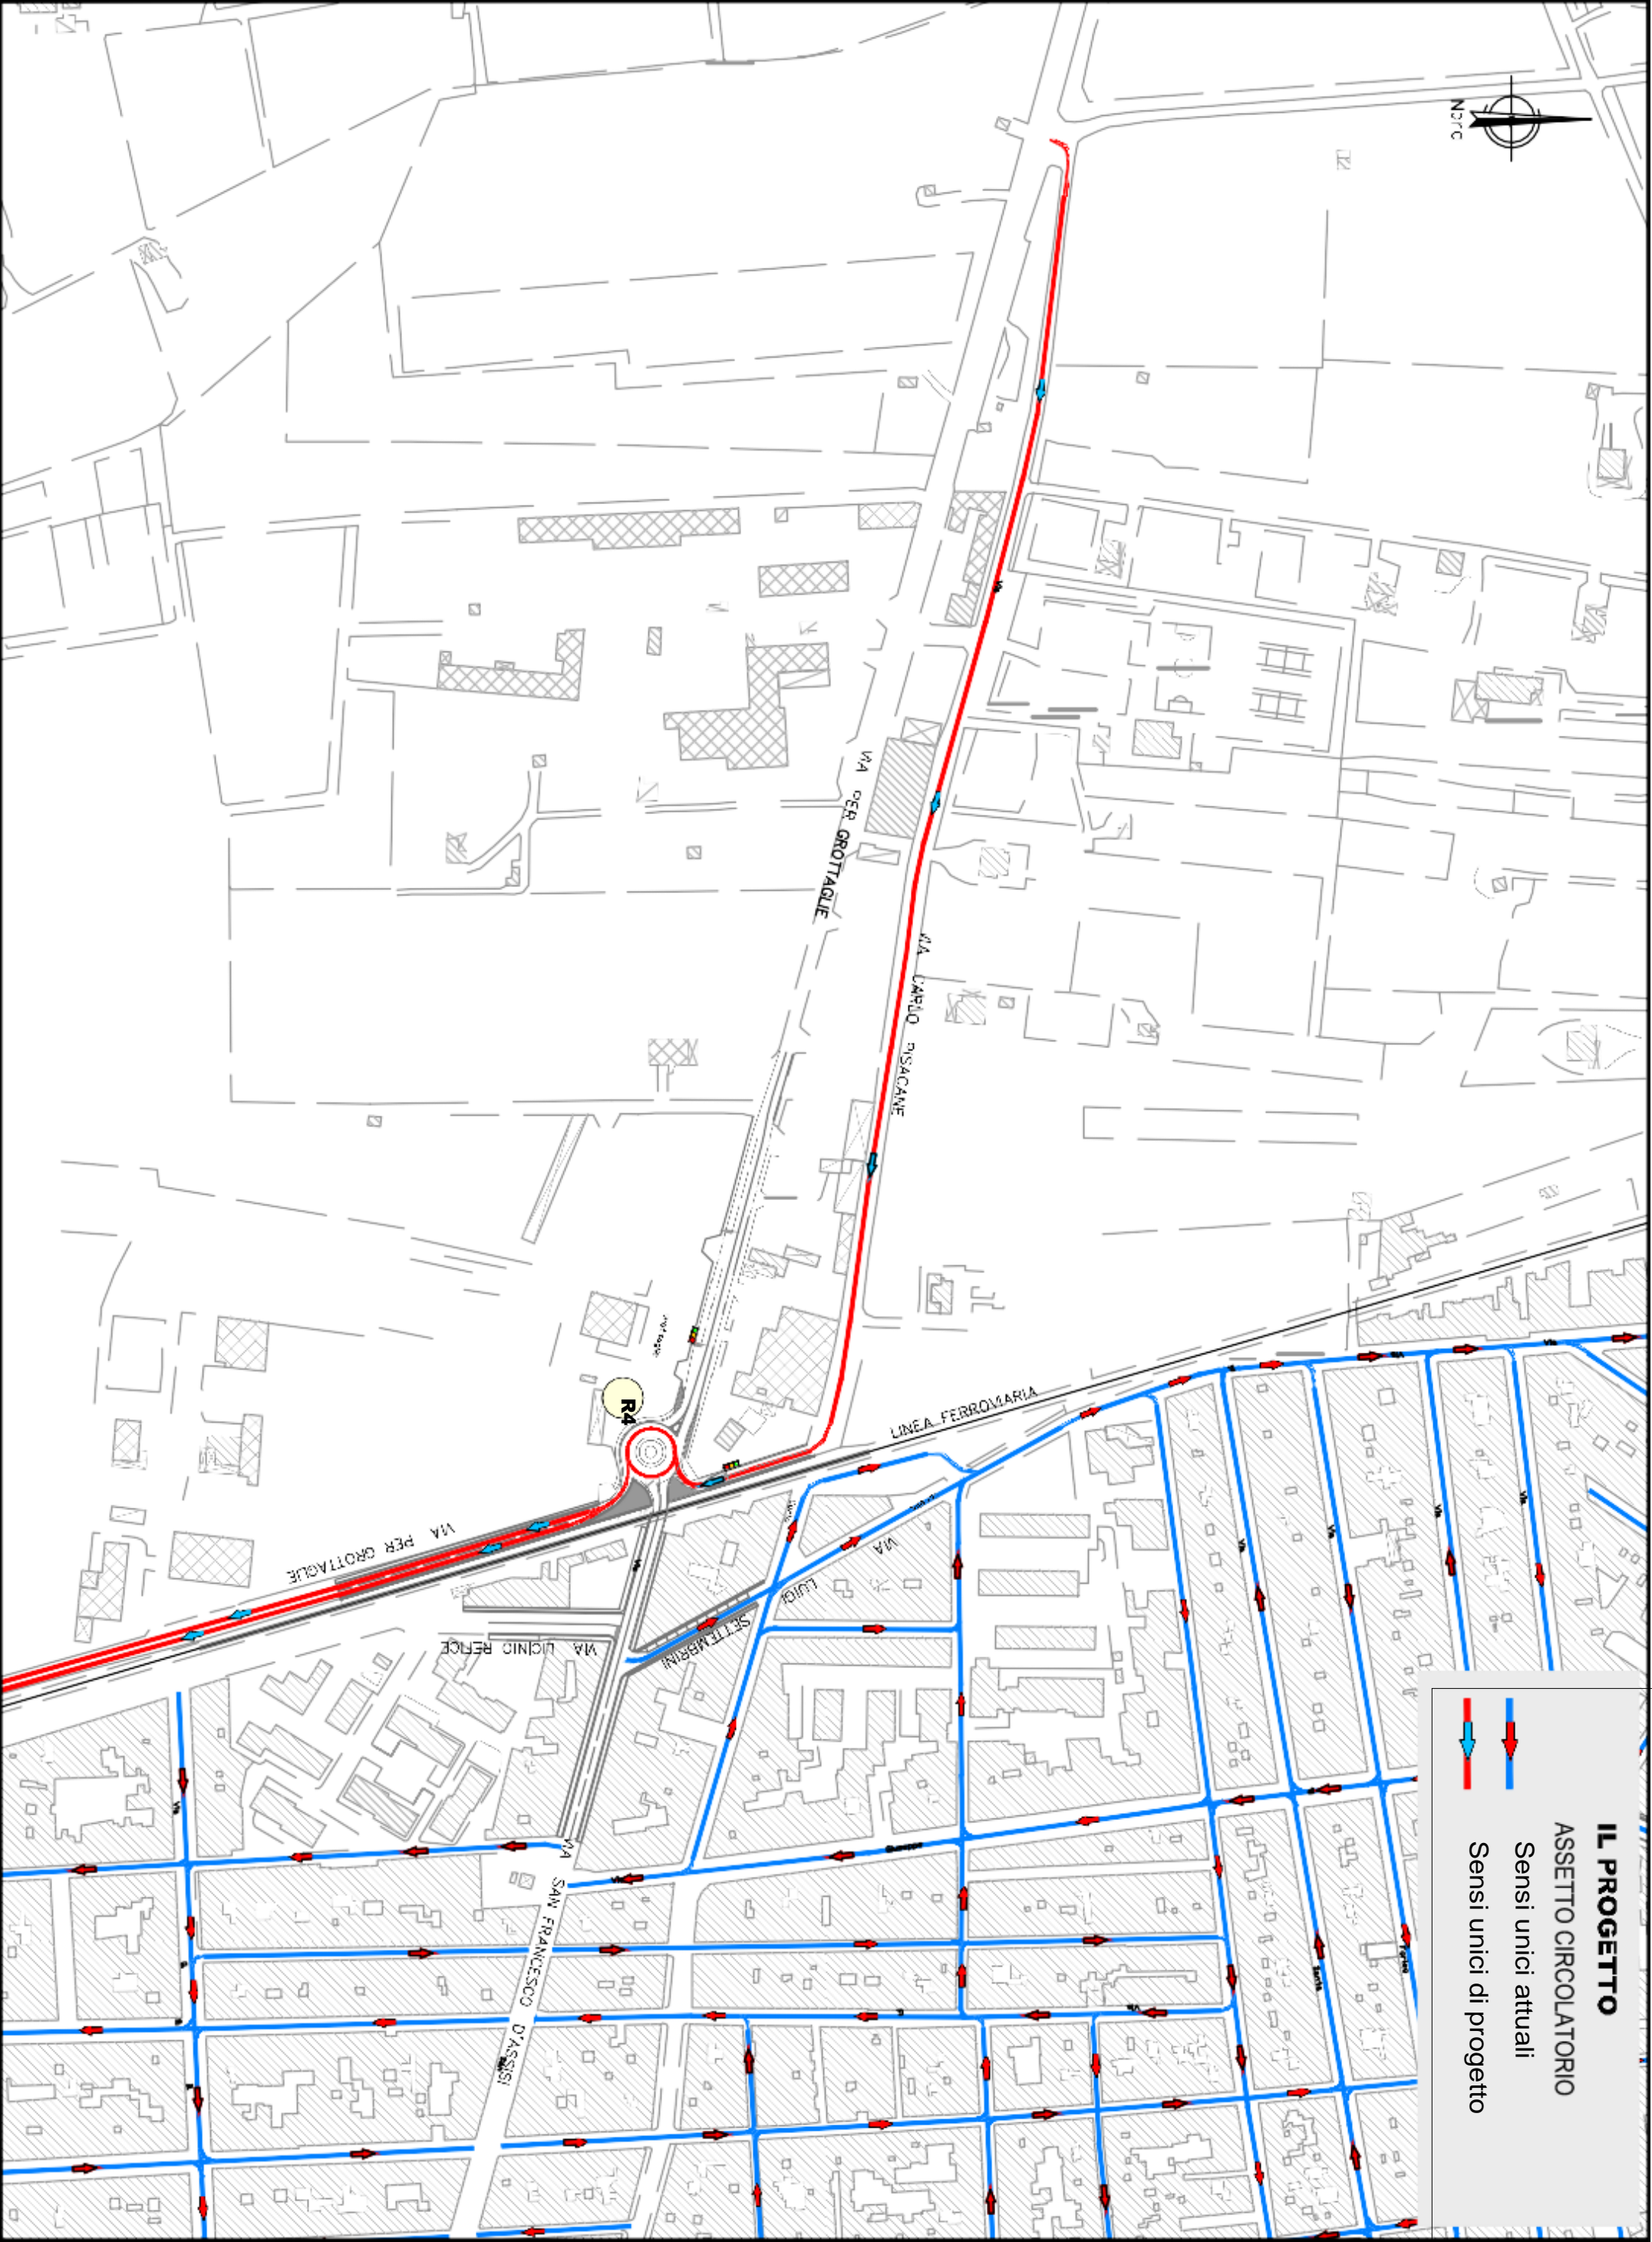 IL PROGETTO
ASSETTO CIRCOLATORIO
Sensi unici attuali
Sensi unici di progetto
VIA PER GROTTAGLIE
VIA CARLO PISACANE
LINEA FERROVIARIA
R4
VIA PER GROTTAGLIE
VIA LUIGI SETTEMBRINI
VIA LICINIO REFICE
VIA SAN FRANCESCO D'ASSISI